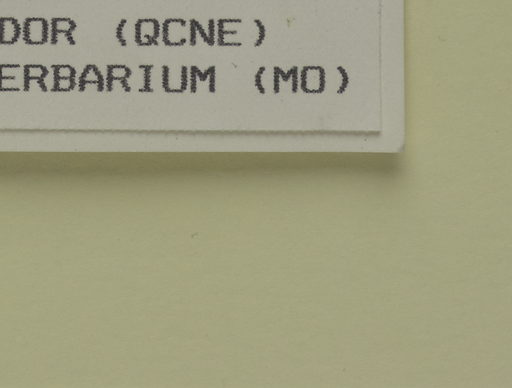 DOR (QCNE)
ERBARIUM (MO)